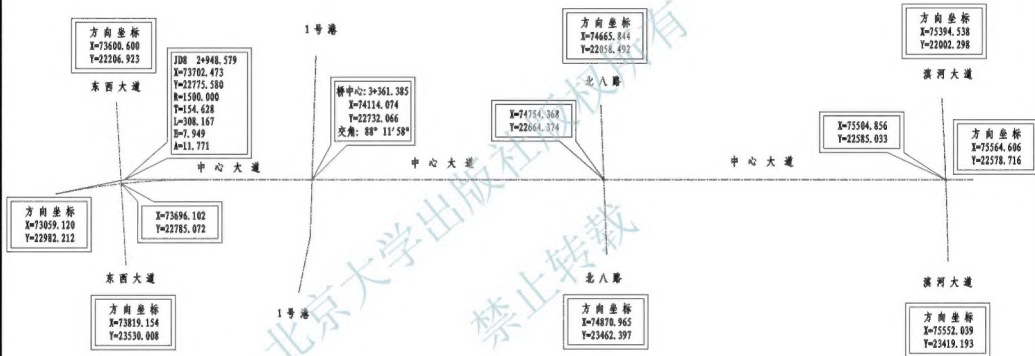 方向坐标
X=73600.600
Y=22206.923
东西大道
JD8 2+948.579
X=73702.473
Y=22775.580
R=1500.000
T=154.628
L=308.167
E=7.949
A=11.771
1号港
桥中心:3+361.385
X=74114.074
Y=22732.066
交角: 88° 11′58″
方向坐标
X=74665.844
Y=22058.492
北八路
X=74754.368
Y=22664.374
方向坐标
X=75394.538
Y=22002.298
滨河大道
X=75504.856
Y=22585.033
方向坐标
X=75564.606
Y=22578.716
中心大道
中心大道
中心大道
方向坐标
X=73059.120
Y=22982.212
X=73696.102
Y=22785.072
东西大道
方向坐标
X=73819.154
Y=23530.008
1号港
北八路
方向坐标
X=74870.965
Y=23462.397
滨河大道
方向坐标
X=75552.039
Y=23419.193
北京大学出版社版权所有
禁止转载